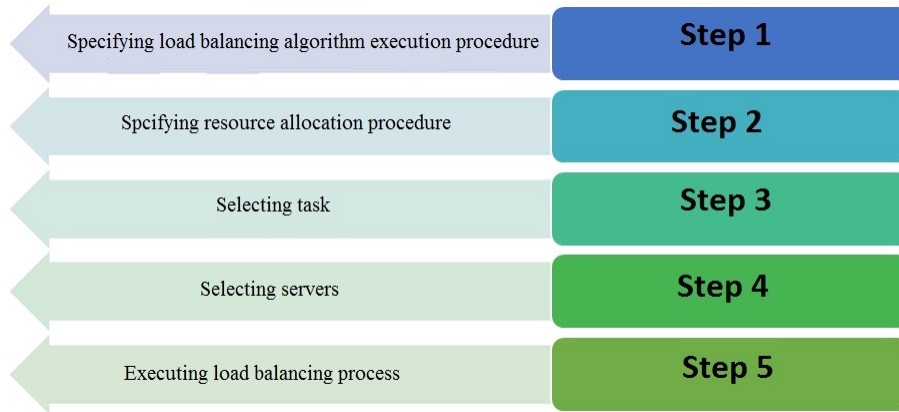 Specifying load balancing algorithm execution procedure
Step 1
Spcifying resource allocation procedure
Step 2
Selecting task
Step 3
Selecting servers
Step 4
Executing load balancing process
Step 5